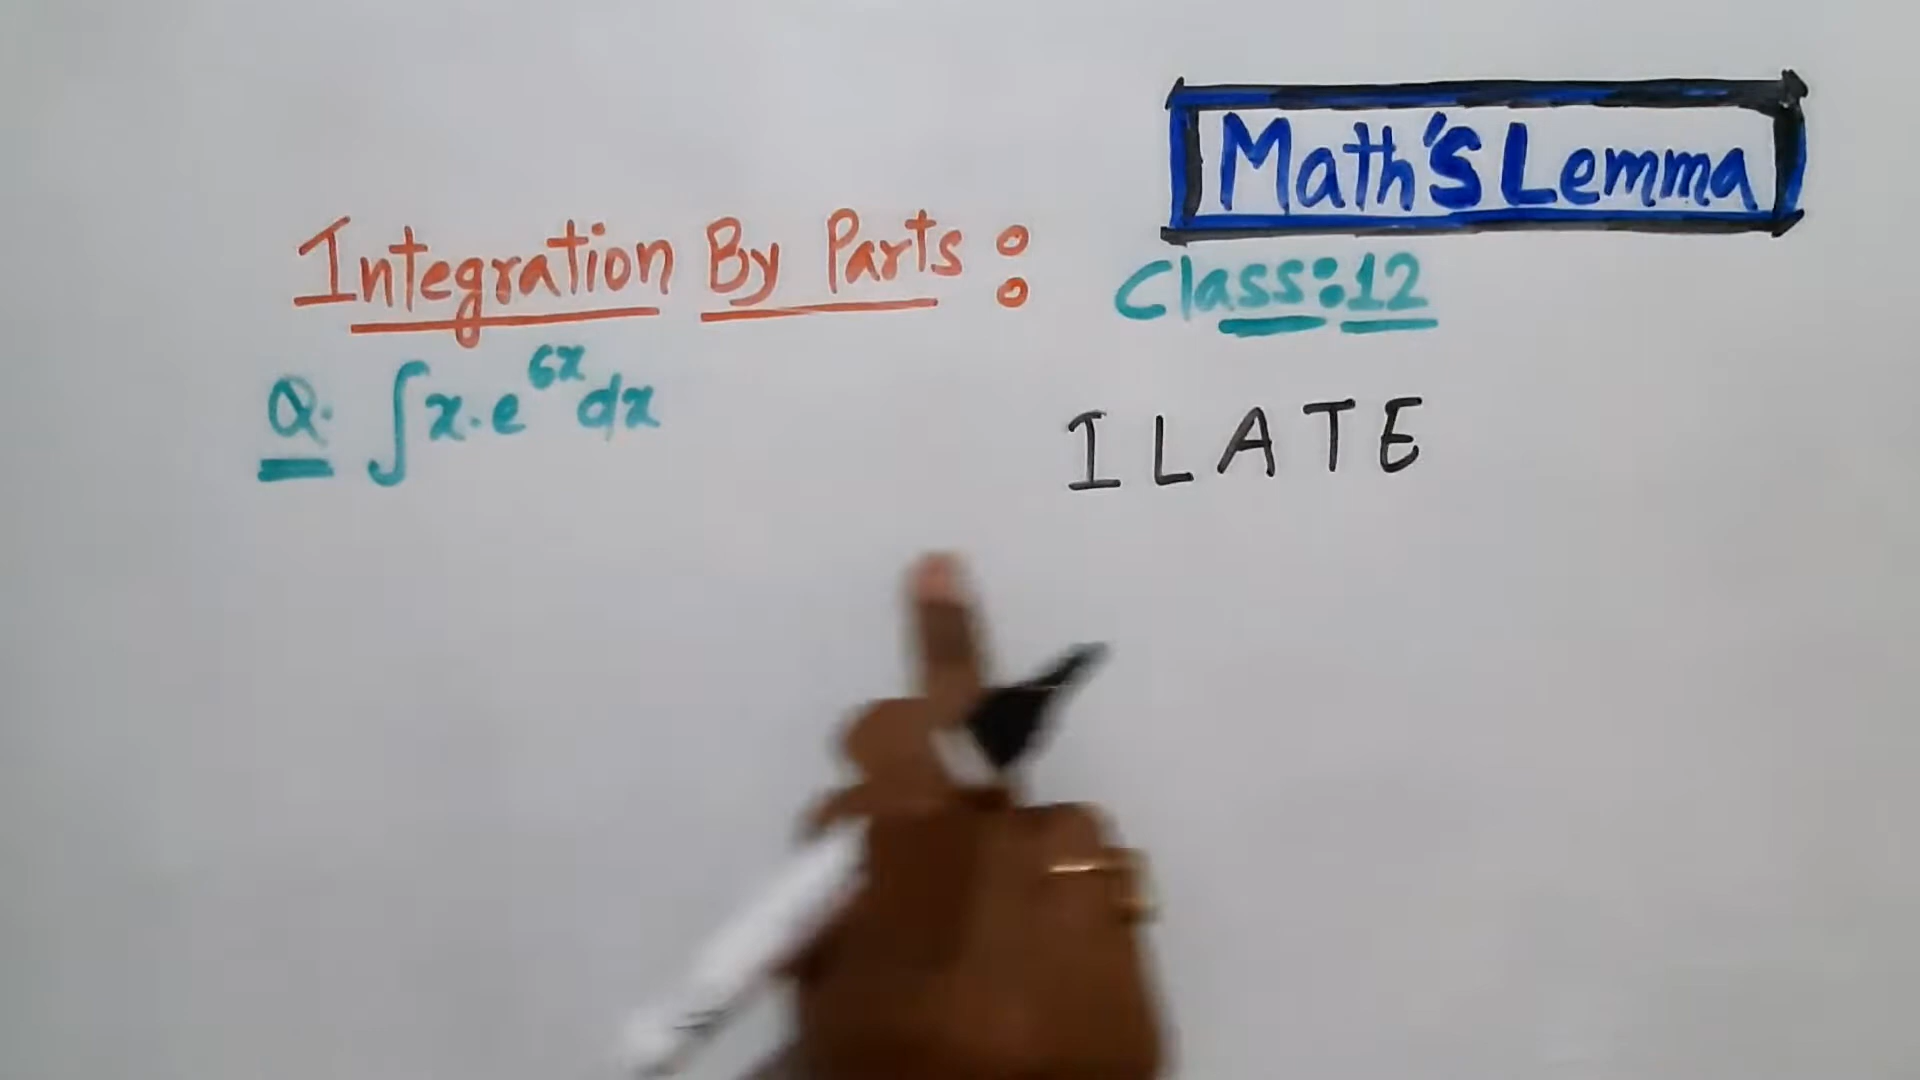 Math's Lemma
Integration By Parts :
Class:12
Q. ∫x·e^6x dx
I L A T E